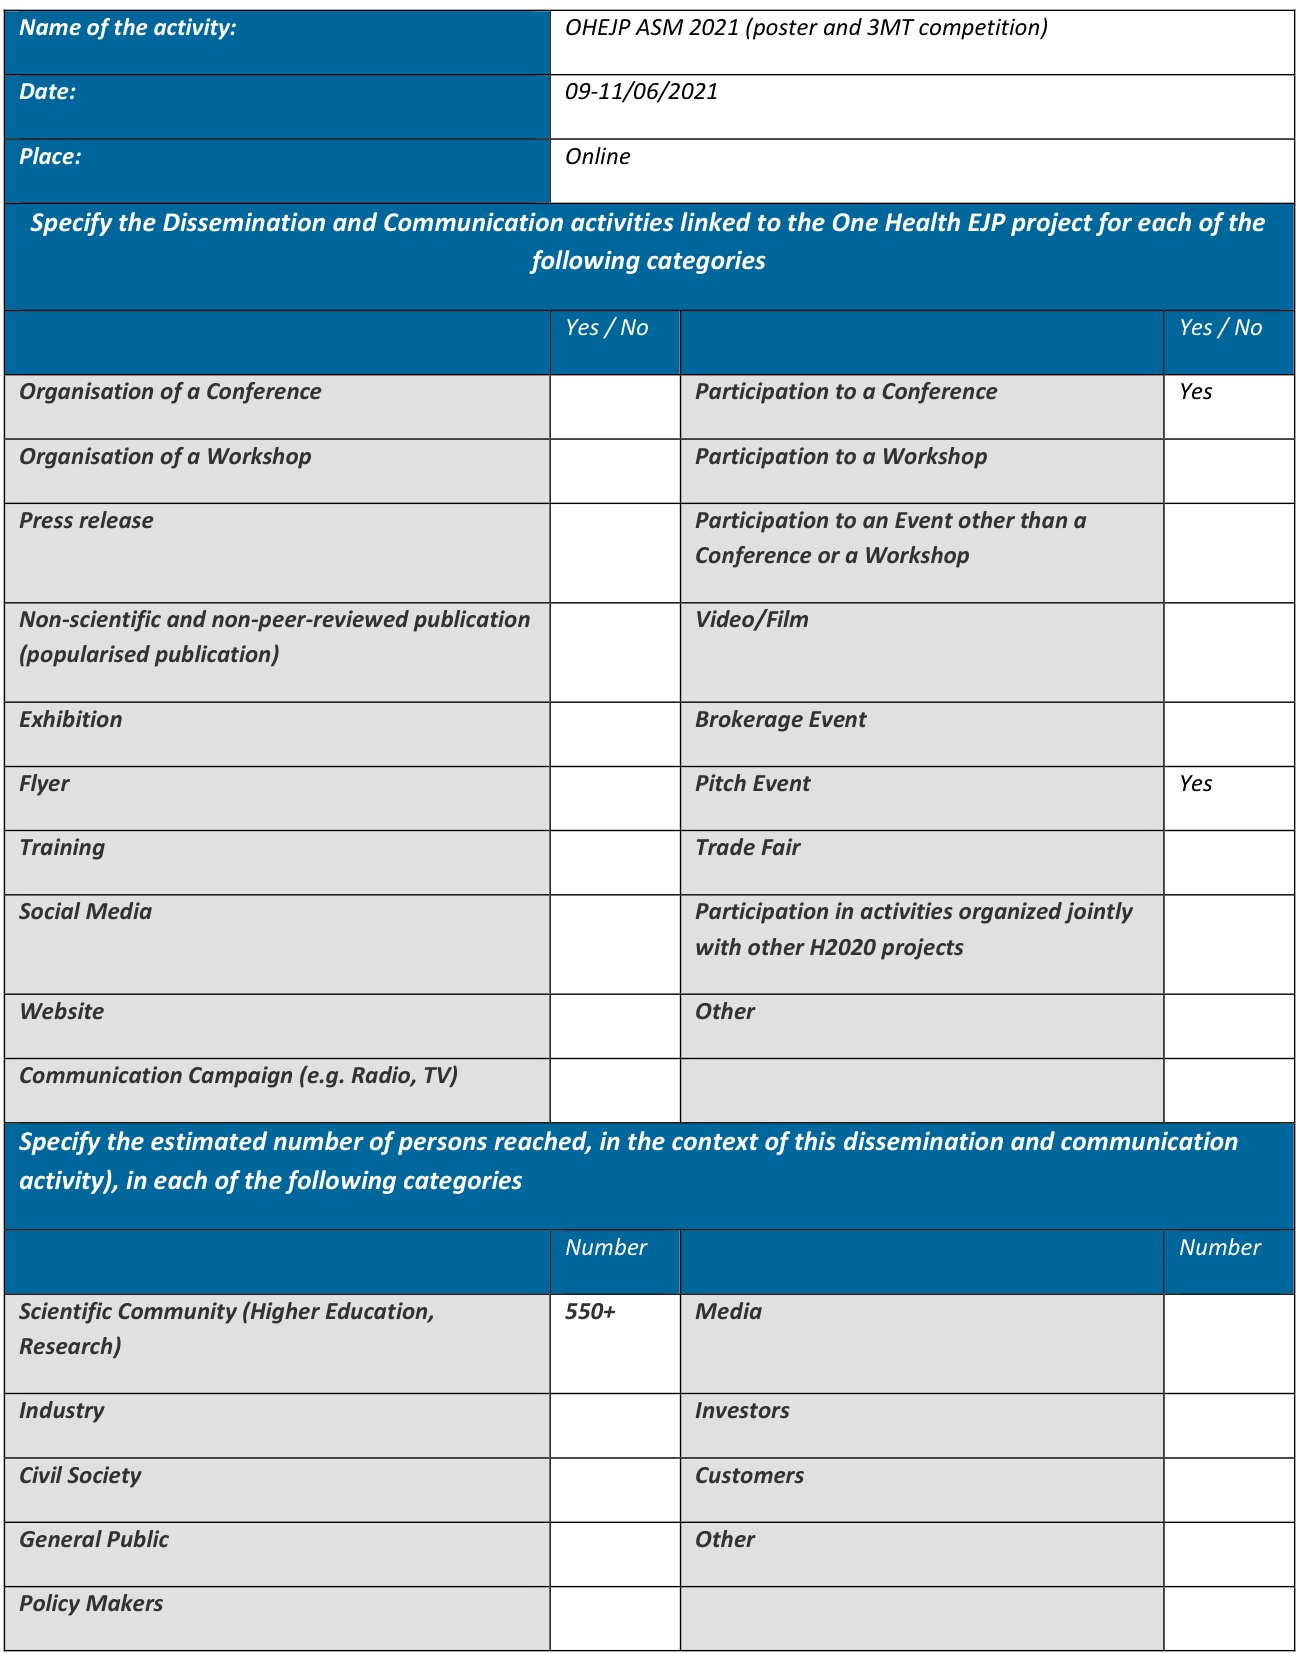 Name of the activity: OHEJP ASM 2021 (poster and 3MT competition)
Date: 09-11/06/2021
Place: Online
Specify the Dissemination and Communication activities linked to the One Health EJP project for each of the
following categories
Yes / No Yes / No
Organisation of a Conference Participation to a Conference Yes
Organisation of a Workshop Participation to a Workshop
Press release Participation to an Event other than a
Conference or a Workshop
Non-scientific and non-peer-reviewed publication Video/Film
(popularised publication)
Exhibition Brokerage Event
Flyer Pitch Event Yes
Training Trade Fair
Social Media Participation in activities organized jointly
with other H2020 projects
Website Other
Communication Campaign (e.g. Radio, TV)
Specify the estimated number of persons reached, in the context of this dissemination and communication
activity), in each of the following categories
Number Number
Scientific Community (Higher Education, 550+ Media
Research)
Industry Investors
Civil Society Customers
General Public Other
Policy Makers